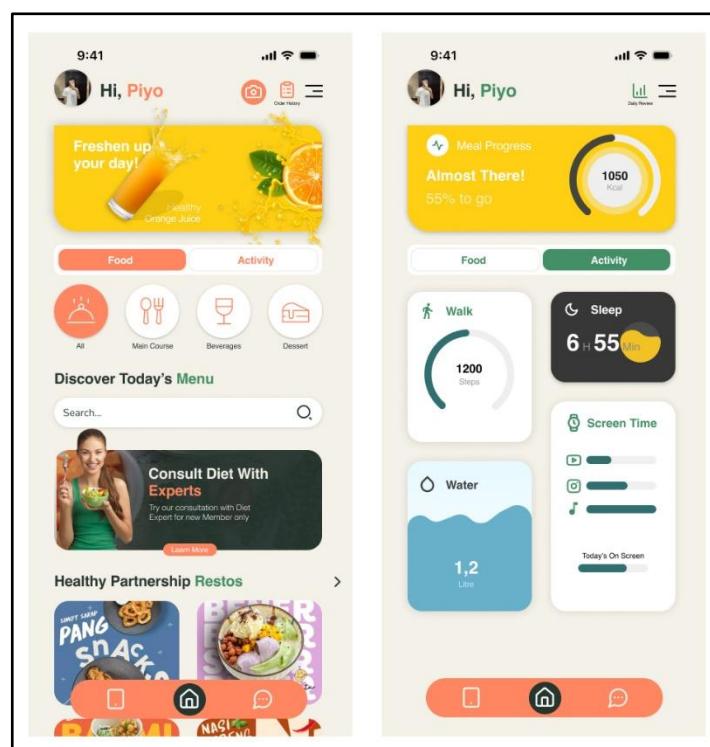 9:41
Hi, Piyo
Order History
Freshen up
your day!
Healthy
Orange Juice
Food
Activity
All
Main Course
Beverages
Dessert
Discover Today's Menu
Search...
Consult Diet With
Experts
Try our consultation with Diet
Expert for new Member only
Learn More
Healthy Partnership Restos
SIMUT SARAP
PANG
SNACK
BENER
NASI
9:41
Hi, Piyo
Daily Review
Meal Progress
Almost There!
55% to go
1050
Kcal
Food
Activity
Walk
1200
Steps
Sleep
6 H 55 Min
Screen Time
Today's On Screen
Water
1,2
Litre